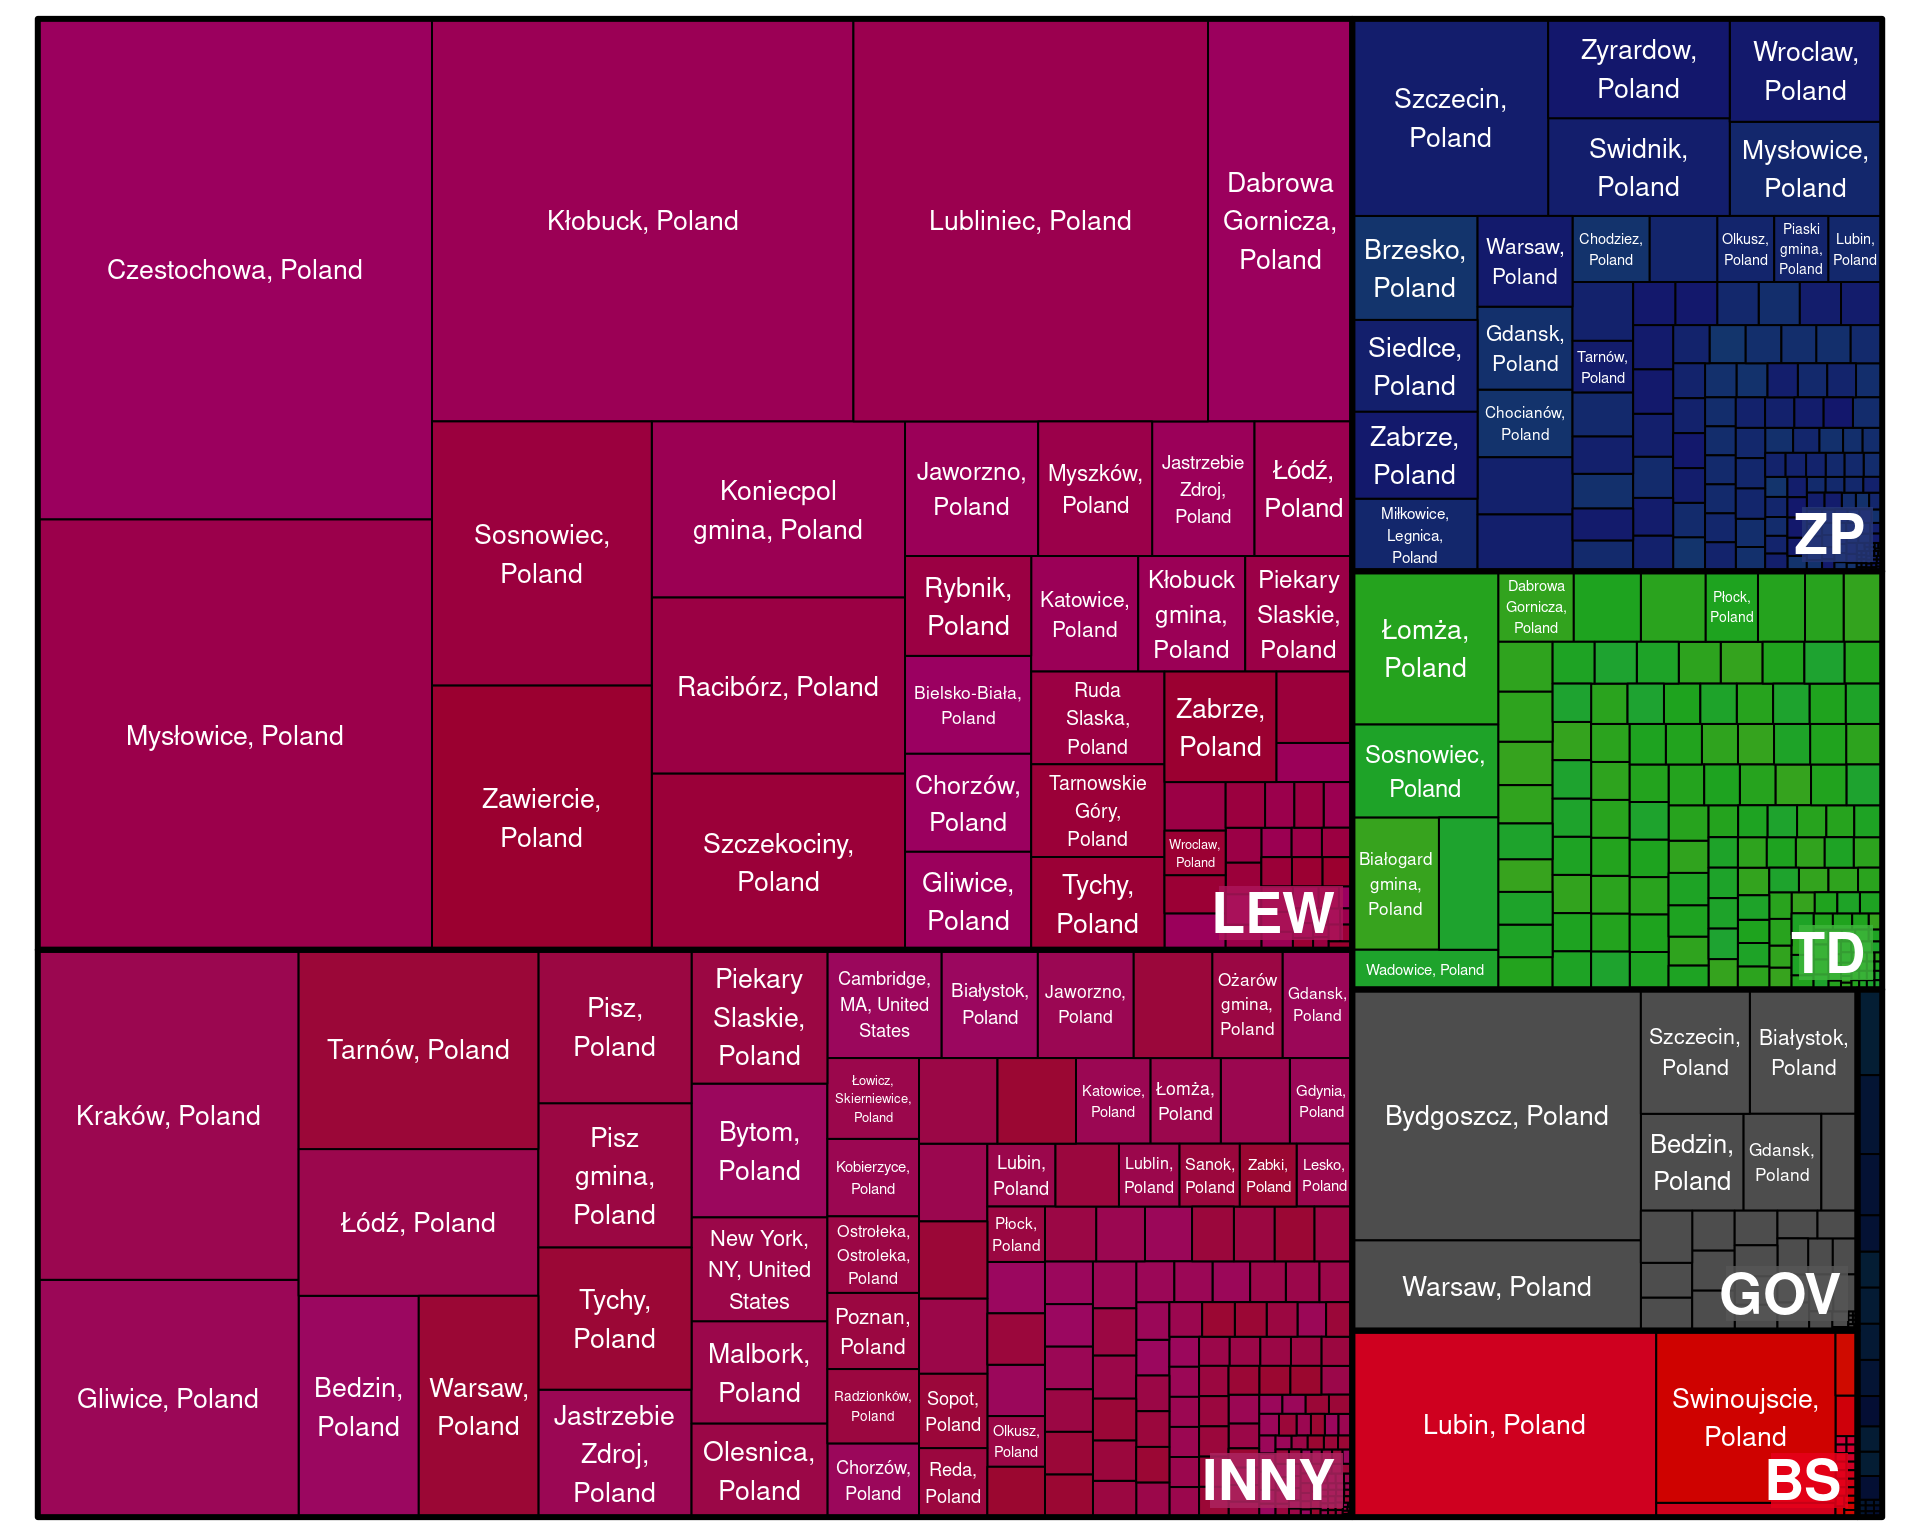 Czestochowa, Poland
Mysłowice, Poland
Kłobuck, Poland
Lubliniec, Poland
Dabrowa
Gornicza,
Poland
Sosnowiec,
Poland
Zawiercie,
Poland
Koniecpol
gmina, Poland
Racibórz, Poland
Szczekociny,
Poland
Jaworzno,
Poland
Myszków,
Poland
Jastrzebie
Zdroj,
Poland
Łódź,
Poland
Rybnik,
Poland
Bielsko-Biała,
Poland
Chorzów,
Poland
Gliwice,
Poland
Katowice,
Poland
Kłobuck
gmina,
Poland
Piekary
Slaskie,
Poland
Ruda
Slaska,
Poland
Tarnowskie
Góry,
Poland
Tychy,
Poland
Zabrze,
Poland
Wroclaw,
Poland
LEW
Kraków, Poland
Gliwice, Poland
Tarnów, Poland
Łódź, Poland
Bedzin,
Poland
Warsaw,
Poland
Pisz,
Poland
Pisz
gmina,
Poland
Tychy,
Poland
Jastrzebie
Zdroj,
Poland
Piekary
Slaskie,
Poland
Bytom,
Poland
New York,
NY, United
States
Malbork,
Poland
Olesnica,
Poland
Cambridge,
MA, United
States
Białystok,
Poland
Jaworzno,
Poland
Ożarów
gmina,
Poland
Gdansk,
Poland
Łowicz,
Skierniewice,
Poland
Kobierzyce,
Poland
Ostrołeka,
Ostroleka,
Poland
Poznan,
Poland
Radzionków,
Poland
Chorzów,
Poland
Katowice,
Poland
Łomża,
Poland
Gdynia,
Poland
Lubin,
Poland
Lublin,
Poland
Sanok,
Poland
Zabki,
Poland
Lesko,
Poland
Płock,
Poland
Sopot,
Poland
Olkusz,
Poland
Reda,
Poland
INNY
Szczecin,
Poland
Zyrardow,
Poland
Wroclaw,
Poland
Swidnik,
Poland
Mysłowice,
Poland
Brzesko,
Poland
Siedlce,
Poland
Zabrze,
Poland
Miłkowice,
Legnica,
Poland
Warsaw,
Poland
Gdansk,
Poland
Chocianów,
Poland
Chodziez,
Poland
Olkusz,
Poland
Piaski
gmina,
Poland
Lubin,
Poland
Tarnów,
Poland
ZP
Łomża,
Poland
Sosnowiec,
Poland
Białogard
gmina,
Poland
Wadowice, Poland
Dabrowa
Gornicza,
Poland
Płock,
Poland
TD
Bydgoszcz, Poland
Warsaw, Poland
Szczecin,
Poland
Białystok,
Poland
Bedzin,
Poland
Gdansk,
Poland
GOV
Lubin, Poland
Swinoujscie,
Poland
BS